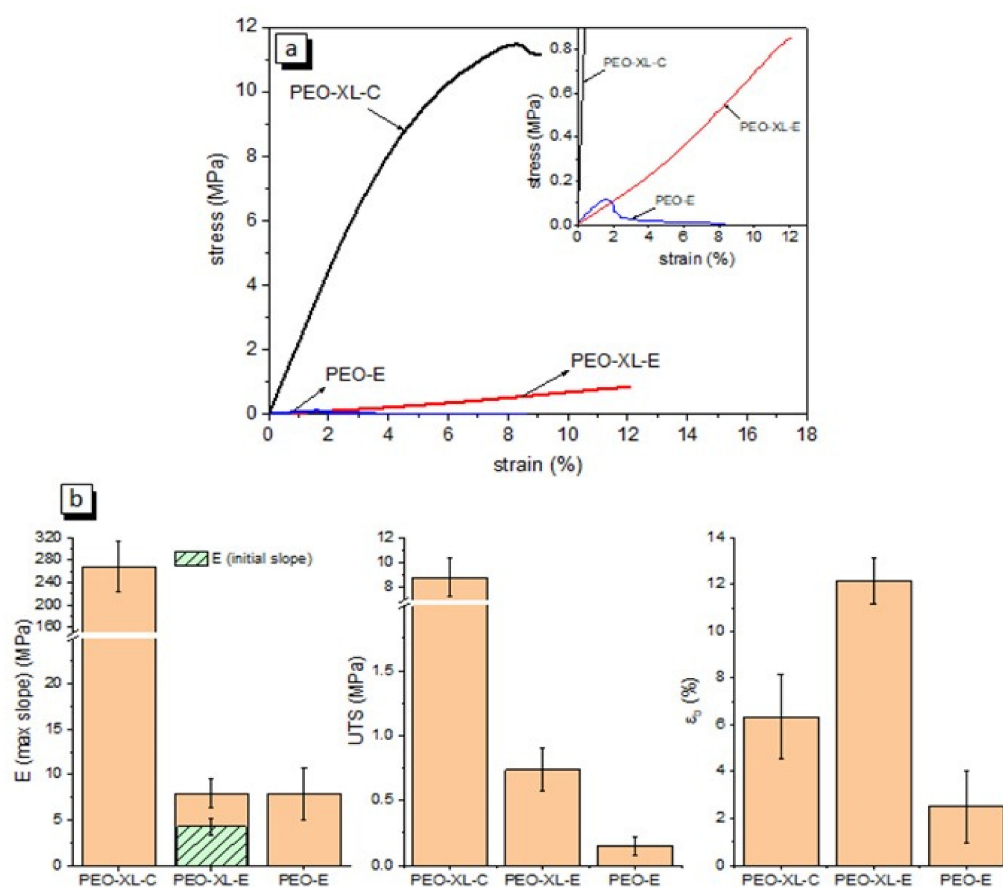 a
PEO-XL-C
PEO-E
PEO-XL-E
stress (MPa)
12
10
8
6
4
2
0
0 2 4 6 8 10 12 14 16 18
strain (%)
PEO-XL-C
PEO-XL-E
PEO-E
stress (MPa)
0.8
0.6
0.4
0.2
0.0
0 2 4 6 8 10 12
strain (%)
b
E (max slope) (MPa)
320
280
240
200
160
20
15
10
5
0
E (initial slope)
PEO-XL-C PEO-XL-E PEO-E
UTS (MPa)
12
10
8
1.5
1.0
0.5
0.0
PEO-XL-C PEO-XL-E PEO-E
ε_b (%)
14
12
10
8
6
4
2
0
PEO-XL-C PEO-XL-E PEO-E